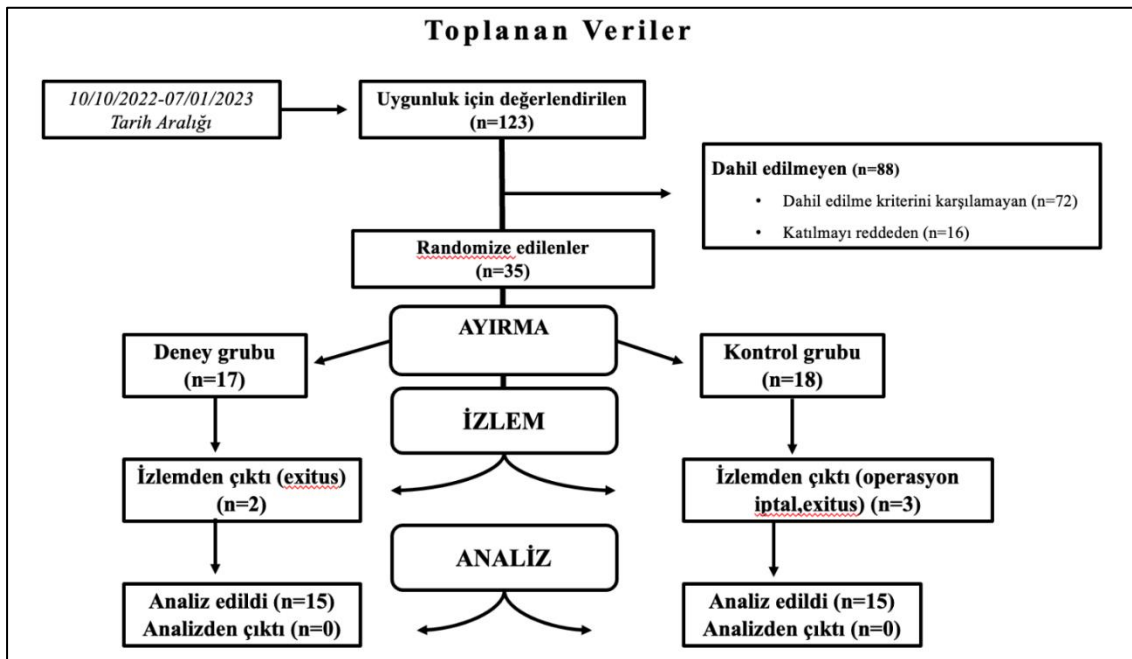 Toplanan Veriler
10/10/2022-07/01/2023
Tarih Aralığı
Uygunluk için değerlendirilen
(n=123)
Dahil edilmeyen (n=88)
• Dahil edilme kriterini karşılamayan (n=72)
• Katılmayı reddeden (n=16)
Randomize edilenler
(n=35)
AYIRMA
Deney grubu
(n=17)
Kontrol grubu
(n=18)
İZLEM
İzlemden çıktı (exitus)
(n=2)
İzlemden çıktı (operasyon
iptal,exitus) (n=3)
ANALİZ
Analiz edildi (n=15)
Analizden çıktı (n=0)
Analiz edildi (n=15)
Analizden çıktı (n=0)